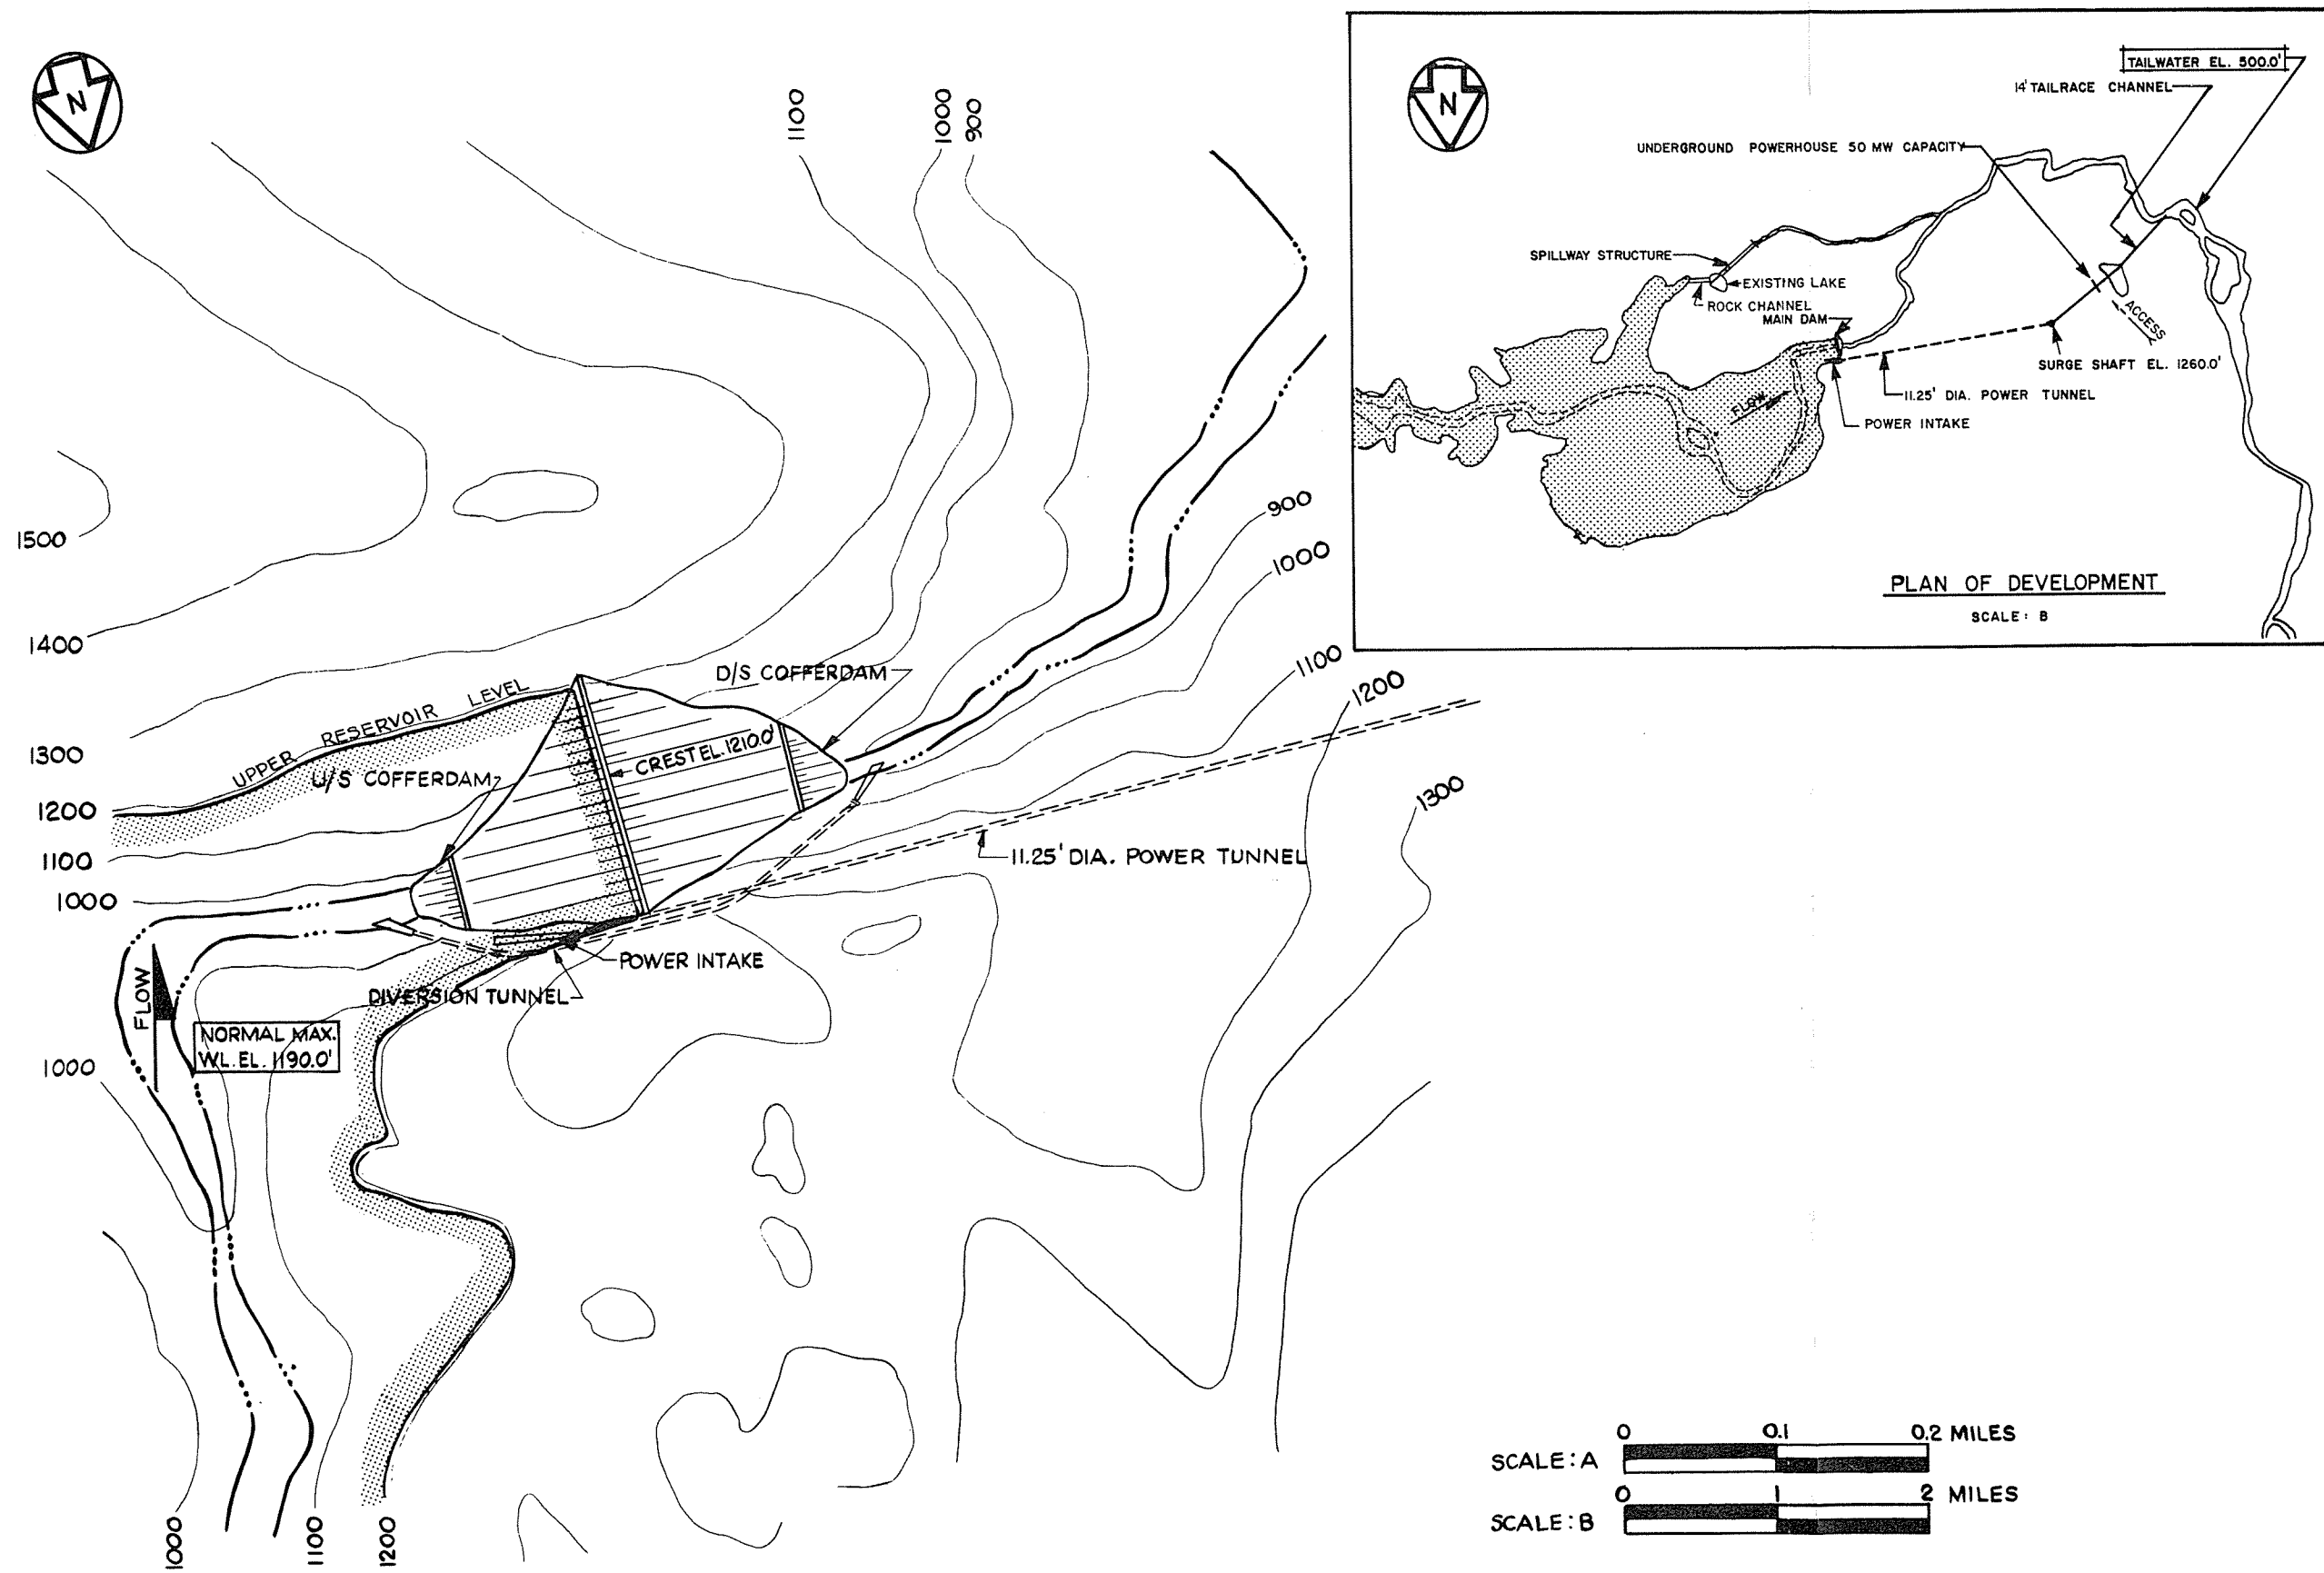 N
N
TAILWATER EL. 500.0'
14' TAILRACE CHANNEL
UNDERGROUND POWERHOUSE 50 MW CAPACITY
SPILLWAY STRUCTURE
EXISTING LAKE
ROCK CHANNEL
MAIN DAM
ACCESS
SURGE SHAFT EL. 1260.0'
11.25' DIA. POWER TUNNEL
FLOW
POWER INTAKE
PLAN OF DEVELOPMENT
SCALE: B
1100
1000
900
1500
1400
1300
1200
1100
1000
1000
900
1000
1100
1200
1300
D/S COFFERDAM
UPPER RESERVOIR LEVEL
U/S COFFERDAM
CREST EL. 1210.0'
11.25' DIA. POWER TUNNEL
POWER INTAKE
DIVERSION TUNNEL
FLOW
NORMAL MAX.
WL. EL. 1190.0'
1000
1100
1200
0 0.1 0.2 MILES
SCALE: A
0 1 2 MILES
SCALE: B